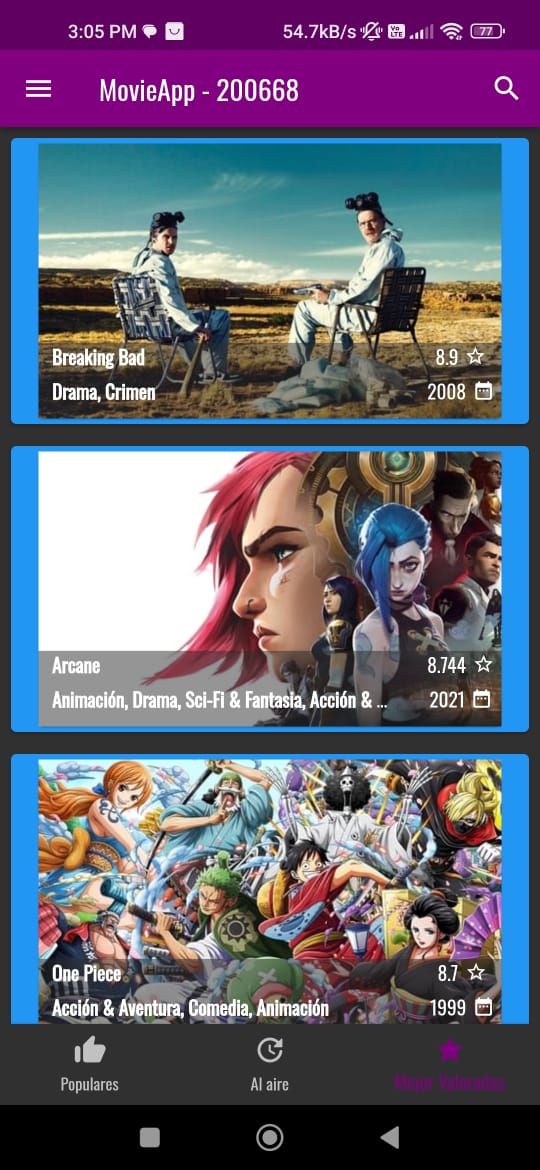 3:05 PM
54.7kB/s Vo LTE 77
MovieApp - 200668
Breaking Bad 8.9
Drama, Crimen 2008
Arcane 8.744
Animación, Drama, Sci-Fi & Fantasia, Acción & ... 2021
One Piece 8.7
Acción & Aventura, Comedia, Animación 1999
Populares
Al aire
Mejor Valoradas